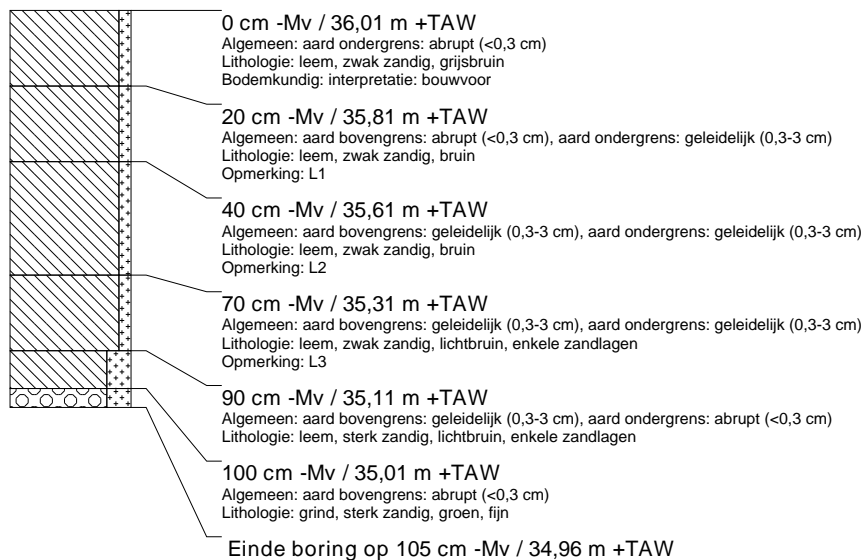 0 cm -Mv / 36,01 m +TAW
Algemeen: aard ondergrens: abrupt (<0,3 cm)
Lithologie: leem, zwak zandig, grijsbruin
Bodemkundig: interpretatie: bouwvoor
20 cm -Mv / 35,81 m +TAW
Algemeen: aard bovengrens: abrupt (<0,3 cm), aard ondergrens: geleidelijk (0,3-3 cm)
Lithologie: leem, zwak zandig, bruin
Opmerking: L1
40 cm -Mv / 35,61 m +TAW
Algemeen: aard bovengrens: geleidelijk (0,3-3 cm), aard ondergrens: geleidelijk (0,3-3 cm)
Lithologie: leem, zwak zandig, bruin
Opmerking: L2
70 cm -Mv / 35,31 m +TAW
Algemeen: aard bovengrens: geleidelijk (0,3-3 cm), aard ondergrens: geleidelijk (0,3-3 cm)
Lithologie: leem, zwak zandig, lichtbruin, enkele zandlagen
Opmerking: L3
90 cm -Mv / 35,11 m +TAW
Algemeen: aard bovengrens: geleidelijk (0,3-3 cm), aard ondergrens: abrupt (<0,3 cm)
Lithologie: leem, sterk zandig, lichtbruin, enkele zandlagen
100 cm -Mv / 35,01 m +TAW
Algemeen: aard bovengrens: abrupt (<0,3 cm)
Lithologie: grind, sterk zandig, groen, fijn
Einde boring op 105 cm -Mv / 34,96 m +TAW